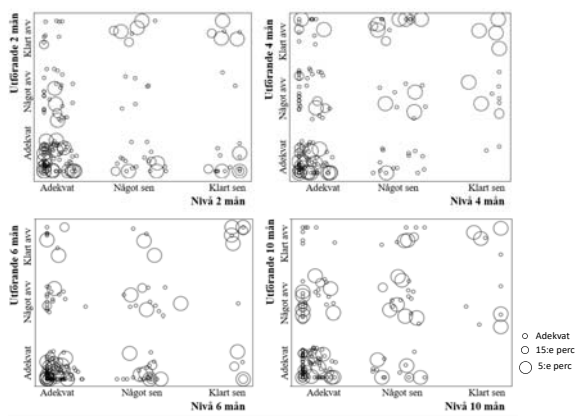 Utförande 2 mån
Klart avv
Något avv
Adekvat
Adekvat Något sen Klart sen
Nivå 2 mån
Utförande 4 mån
Klart avv
Något avv
Adekvat
Adekvat Något sen Klart sen
Nivå 4 mån
Utförande 6 mån
Klart avv
Något avv
Adekvat
Adekvat Något sen Klart sen
Nivå 6 mån
Utförande 10 mån
Klart avv
Något avv
Adekvat
Adekvat Något sen Klart sen
Nivå 10 mån
Adekvat
15:e perc
5:e perc